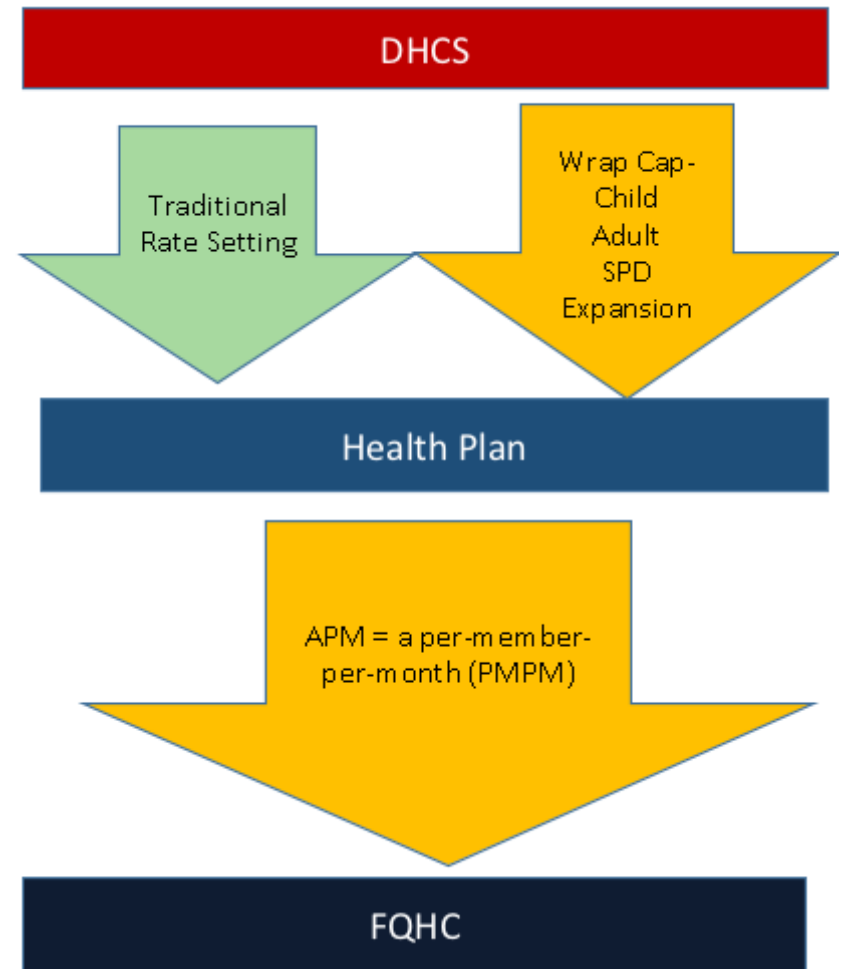 DHCS
Traditional
Rate Setting
Wrap Cap-
Child
Adult
SPD
Expansion
Health Plan
APM = a per-member-
per-month (PMPM)
FQHC